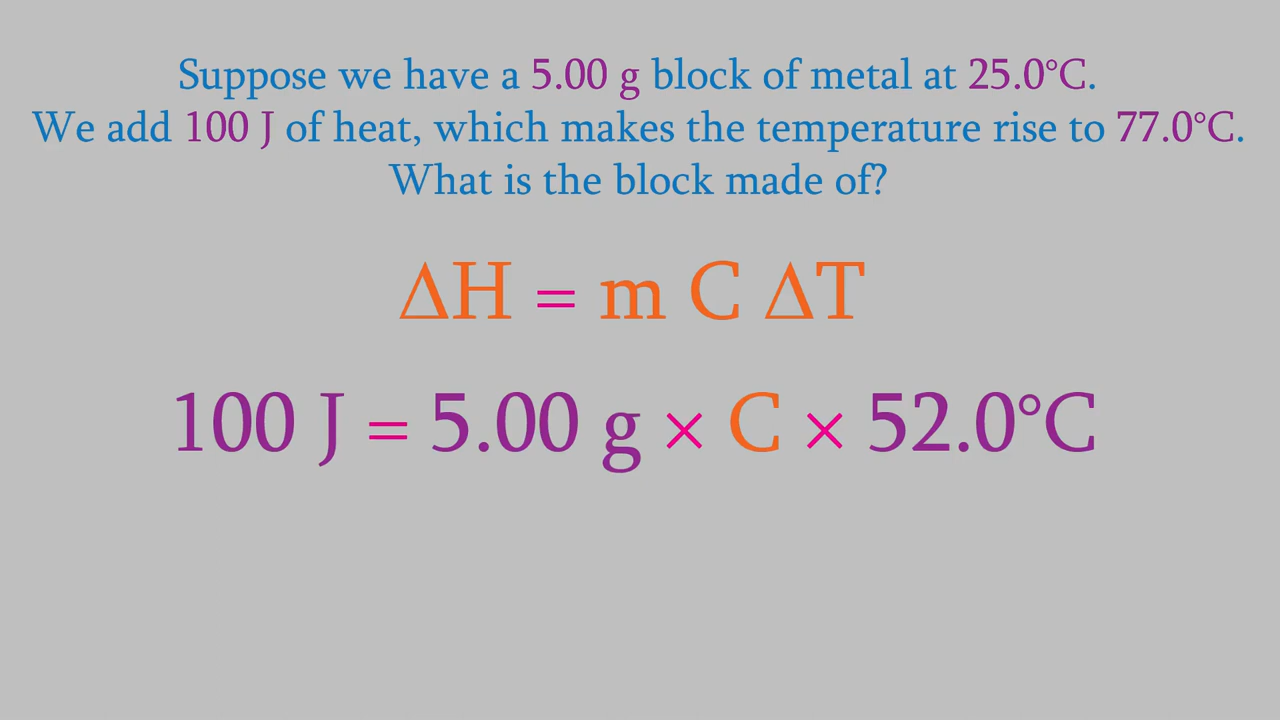 Suppose we have a 5.00 g block of metal at 25.0°C.
We add 100 J of heat, which makes the temperature rise to 77.0°C.
What is the block made of?
ΔH = m C ΔT
100 J = 5.00 g × C × 52.0°C